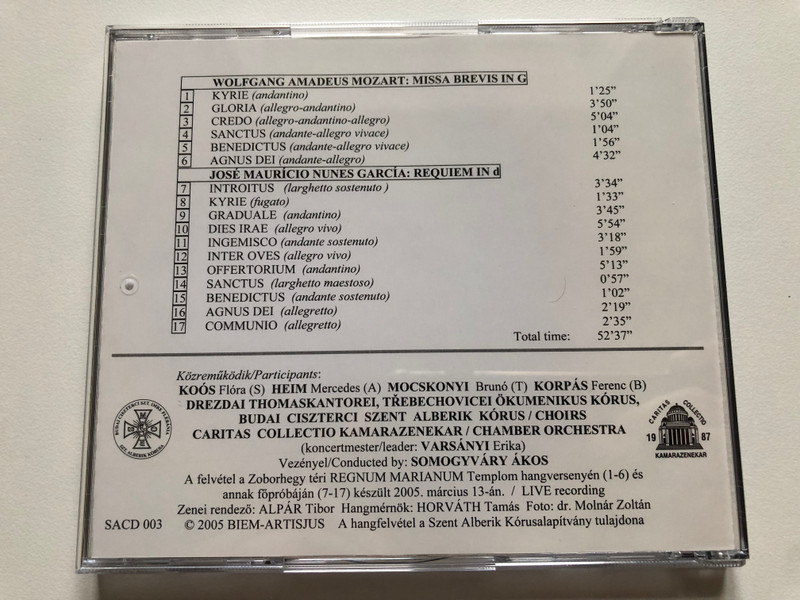 WOLFGANG AMADEUS MOZART: MISSA BREVIS IN G
1 KYRIE (andantino) 1'25"
2 GLORIA (allegro-andantino) 3'50"
3 CREDO (allegro-andantino-allegro) 5'04"
4 SANCTUS (andante-allegro vivace) 1'04"
5 BENEDICTUS (andante-allegro vivace) 1'56"
6 AGNUS DEI (andante-allegro) 4'32"
JOSÉ MAURÍCIO NUNES GARCÍA: REQUIEM IN d
7 INTROITUS (larghetto sostenuto ) 3'34"
8 KYRIE (fugato) 1'33"
9 GRADUALE (andantino) 3'45"
10 DIES IRAE (allegro vivo) 5'54"
11 INGEMISCO (andante sostenuto) 3'18"
12 INTER OVES (allegro vivo) 1'59"
13 OFFERTORIUM (andantino) 5'13"
14 SANCTUS (larghetto maestoso) 0'57"
15 BENEDICTUS (andante sostenuto) 1'02"
16 AGNUS DEI (allegretto) 2'19"
17 COMMUNIO (allegretto) 2'35"
Total time: 52'37"
Közreműködik/Participants:
KOÓS Flóra (S) HEIM Mercedes (A) MOCSKONYI Brunó (T) KORPÁS Ferenc (B)
DREZDAI THOMASKANTOREI, TŘEBECHOVICEI ÖKUMENIKUS KÓRUS,
BUDAI CISZTERCI SZENT ALBERIK KÓRUS / CHOIRS
CARITAS COLLECTIO KAMARAZENEKAR / CHAMBER ORCHESTRA
(koncertmester/leader: VARSÁNYI Erika)
Vezényel/Conducted by: SOMOGYVÁRY ÁKOS
A felvétel a Zoborhegy téri REGNUM MARIANUM Templom hangversenyén (1-6) és
annak főpróbáján (7-17) készült 2005. március 13-án. / LIVE recording
Zenei rendező: ALPÁR Tibor Hangmérnök: HORVÁTH Tamás Foto: dr. Molnár Zoltán
SACD 003 © 2005 BIEM-ARTISJUS A hangfelvétel a Szent Alberik Kórusalapítvány tulajdona
CARITAS COLLECTIO
19 87
KAMARAZENEKAR